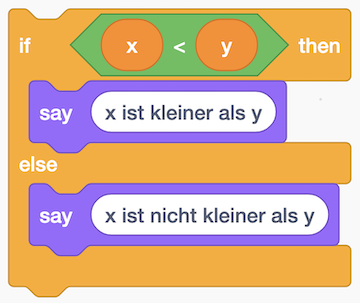 if x < y then
say x ist kleiner als y
else
say x ist nicht kleiner als y